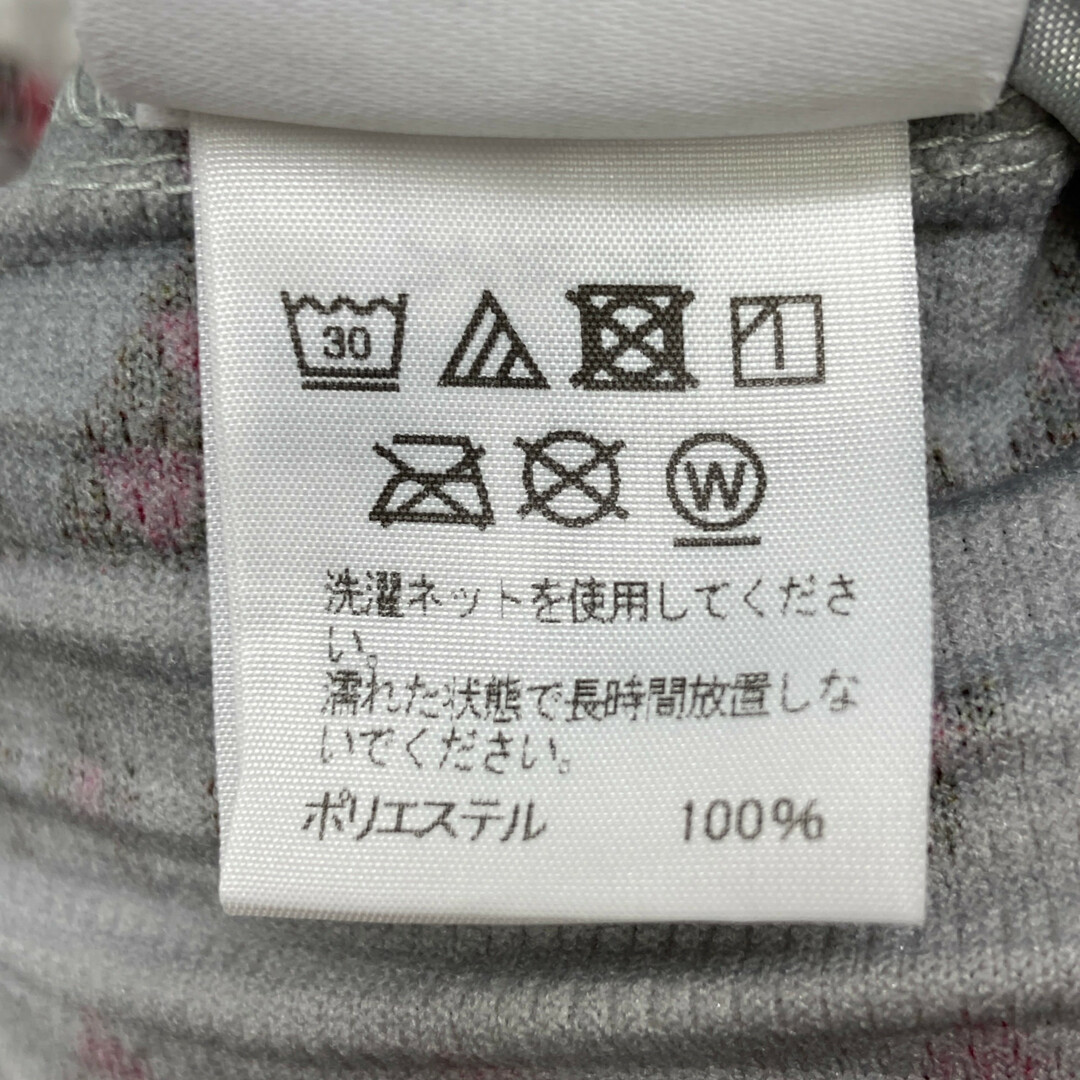 30
W
洗濯ネットを使用してくださ
い。
濡れた状態で長時間放置しな
いでください。
ポリエステル 100%